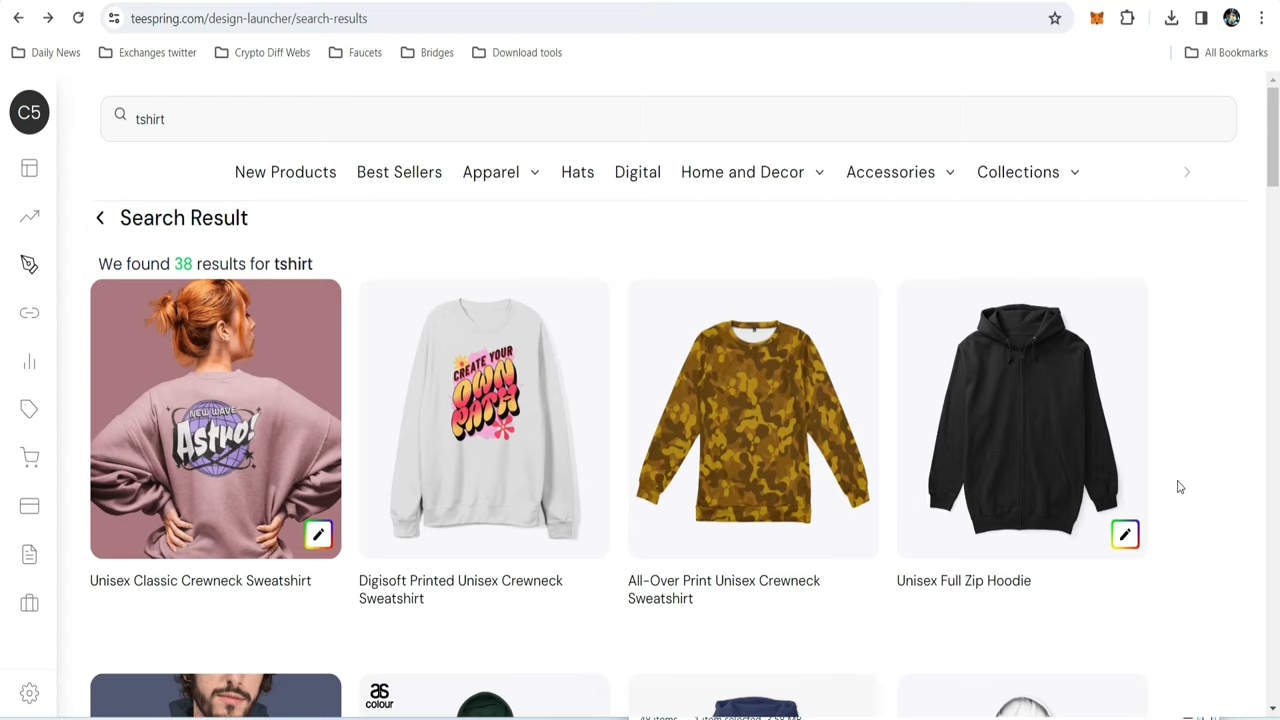 teespring.com/design-launcher/search-results
Daily News
Exchanges twitter
Crypto Diff Webs
Faucets
Bridges
Download tools
All Bookmarks
C5
tshirt
New Products
Best Sellers
Apparel
Hats
Digital
Home and Decor
Accessories
Collections
Search Result
We found 38 results for tshirt
NEW WAVE
Astro!
CREATE YOUR
OWN
PATH
Unisex Classic Crewneck Sweatshirt
Digisoft Printed Unisex Crewneck
Sweatshirt
All-Over Print Unisex Crewneck
Sweatshirt
Unisex Full Zip Hoodie
as
colour